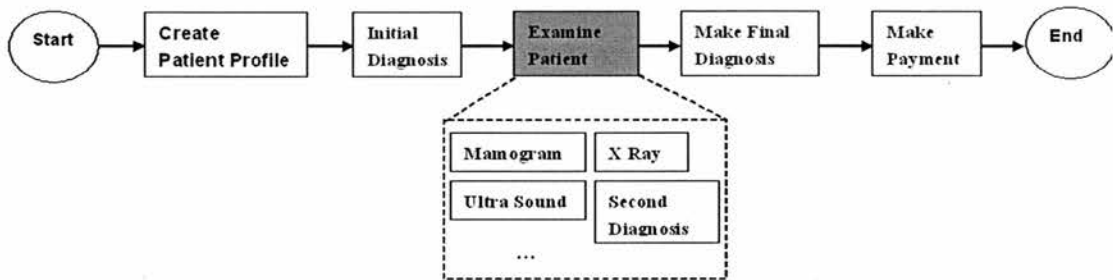 Start
Create
Patient Profile
Initial
Diagnosis
Examine
Patient
Make Final
Diagnosis
Make
Payment
End
Mamogram
X Ray
Ultra Sound
Second
Diagnosis
...